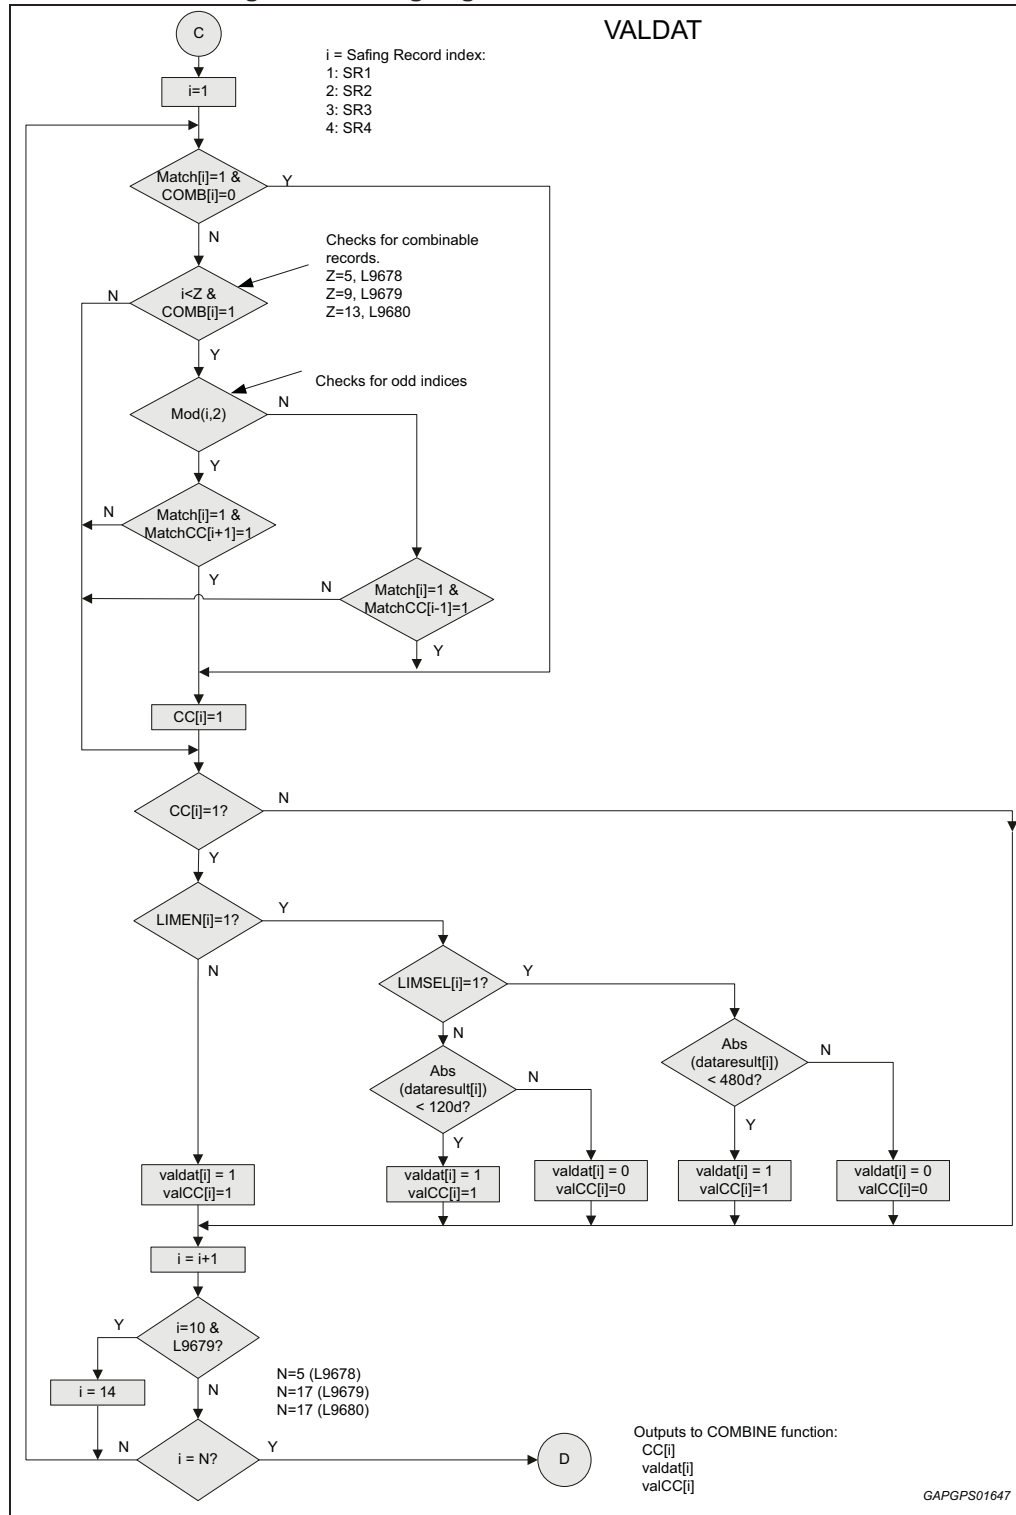 VALDAT
C
i = Safing Record index:
1: SR1
2: SR2
3: SR3
4: SR4
i=1
Match[i]=1 &
COMB[i]=0
Y
N
Checks for combinable
records.
Z=5, L9678
Z=9, L9679
Z=13, L9680
i<Z &
COMB[i]=1
N
Y
Checks for odd indices
Mod(i,2)
N
Y
Match[i]=1 &
MatchCC[i+1]=1
N
Y
Match[i]=1 &
MatchCC[i-1]=1
N
Y
CC[i]=1
CC[i]=1?
N
Y
LIMEN[i]=1?
Y
N
LIMSEL[i]=1?
Y
N
Abs
(dataresult[i])
< 120d?
N
Y
Abs
(dataresult[i])
< 480d?
N
Y
valdat[i] = 1
valCC[i]=1
valdat[i] = 1
valCC[i]=1
valdat[i] = 0
valCC[i]=0
valdat[i] = 1
valCC[i]=1
valdat[i] = 0
valCC[i]=0
i = i+1
i=10 &
L9679?
Y
N
i = 14
N=5 (L9678)
N=17 (L9679)
N=17 (L9680)
i = N?
N
Y
D
Outputs to COMBINE function:
CC[i]
valdat[i]
valCC[i]
GAPGPS01647